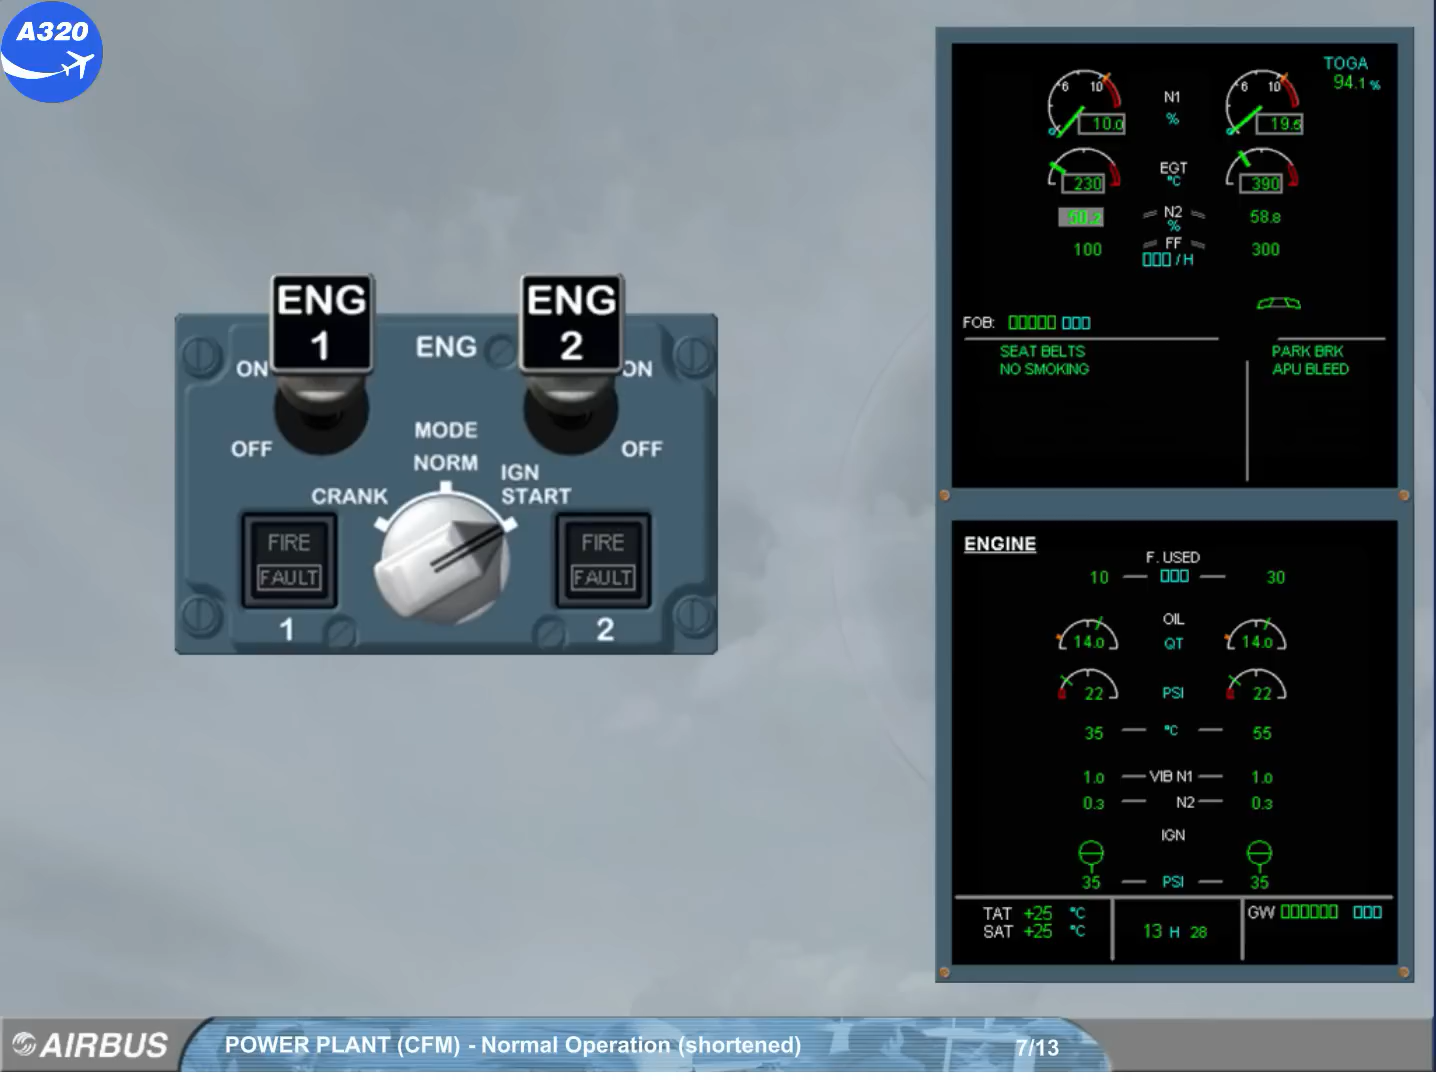 A320
ENG 1
ENG 2
ENG
ON
ON
OFF
OFF
MODE
NORM
CRANK
IGN
START
FIRE
FAULT
FIRE
FAULT
1
2
TOGA
94.1 %
6 10
6 10
N1
%
10.0
19.6
EGT
°C
230
390
50.2 N2 58.8
%
100 FF 300
/H
FOB:
SEAT BELTS
NO SMOKING
PARK BRK
APU BLEED
ENGINE
F. USED
10 30
OIL
14.0 QT 14.0
22 PSI 22
35 °C 55
1.0 VIB N1 1.0
0.3 N2 0.3
IGN
35 PSI 35
TAT +25 °C
SAT +25 °C
13 H 28
GW
AIRBUS
POWER PLANT (CFM) - Normal Operation (shortened)
7/13